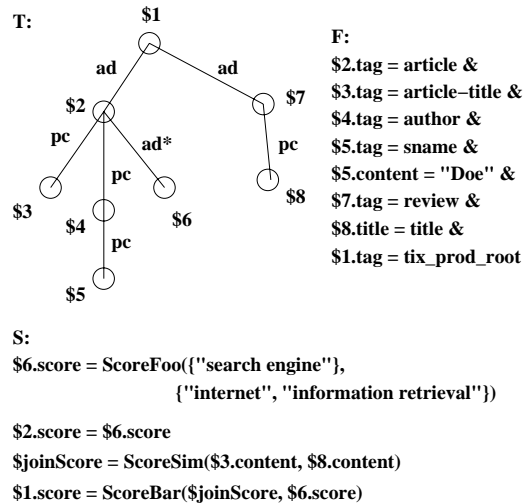 T:
$1
ad
ad
$2
$7
pc
pc
ad*
pc
$3
$4
$6
$8
pc
$5
F:
$2.tag = article &
$3.tag = article−title &
$4.tag = author &
$5.tag = sname &
$5.content = "Doe" &
$7.tag = review &
$8.title = title &
$1.tag = tix_prod_root
S:
$6.score = ScoreFoo({"search engine"},
{"internet", "information retrieval"})
$2.score = $6.score
$joinScore = ScoreSim($3.content, $8.content)
$1.score = ScoreBar($joinScore, $6.score)